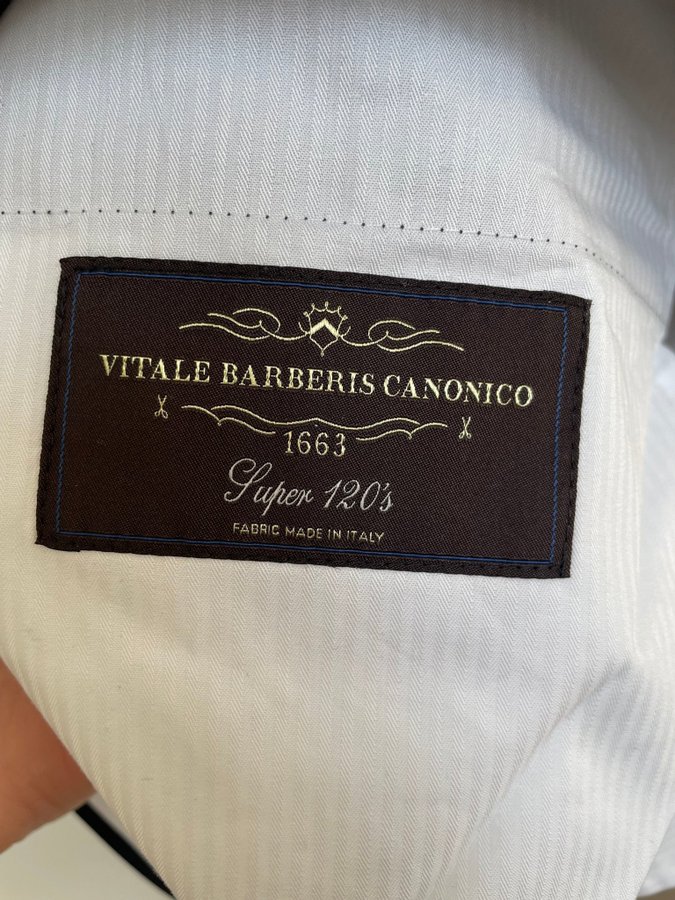 VITALE BARBERIS CANONICO
1663
Super 120's
FABRIC MADE IN ITALY